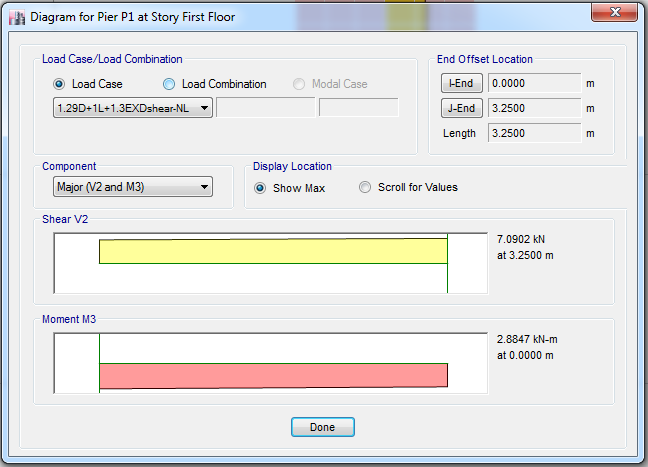 Diagram for Pier P1 at Story First Floor
Load Case/Load Combination
Load Case Load Combination Modal Case
1.29D+1L+1.3EXDshear-NL
End Offset Location
I-End 0.0000 m
J-End 3.2500 m
Length 3.2500 m
Component
Major (V2 and M3)
Display Location
Show Max Scroll for Values
Shear V2
7.0902 kN
at 3.2500 m
Moment M3
2.8847 kN-m
at 0.0000 m
Done